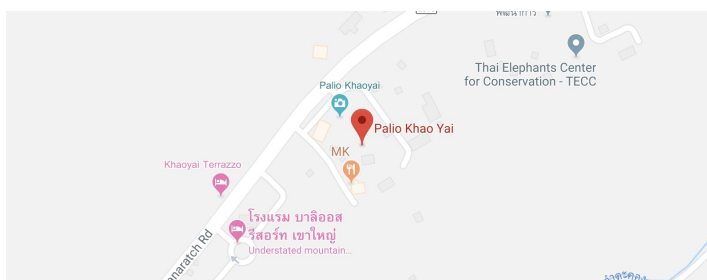 Thai Elephants Center
for Conservation - TECC
Palio Khaoyai
Palio Khao Yai
MK
Khaoyai Terrazzo
โรงแรม บาลิออส
รีสอร์ท เขาใหญ่
Understated mountain...